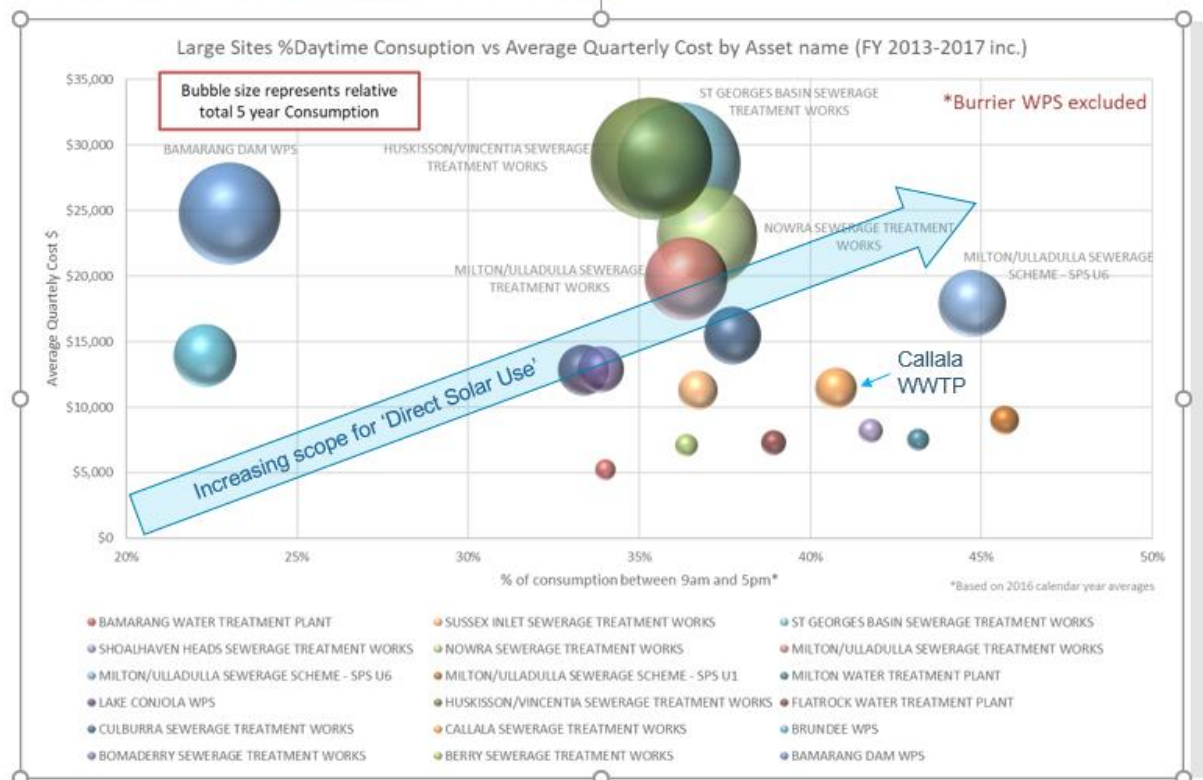 Large Sites %Daytime Consuption vs Average Quarterly Cost by Asset name (FY 2013-2017 inc.)
Bubble size represents relative
total 5 year Consumption
*Burrier WPS excluded
Average Quartely Cost $
$35,000
$30,000
$25,000
$20,000
$15,000
$10,000
$5,000
$0
ST GEORGES BASIN SEWERAGE
TREATMENT WORKS
BAMARANG DAM WPS
HUSKISSON/VINCENTIA SEWERAGE
TREATMENT WORKS
NOWRA SEWERAGE TREATMENT
WORKS
MILTON/ULLADULLA SEWERAGE
TREATMENT WORKS
MILTON/ULLADULLA SEWERAGE
SCHEME - SPS U6
Callala
WWTP
Increasing scope for 'Direct Solar Use'
20%
25%
30%
35%
40%
45%
50%
% of consumption between 9am and 5pm*
*Based on 2016 calendar year averages
BAMARANG WATER TREATMENT PLANT
SUSSEX INLET SEWERAGE TREATMENT WORKS
ST GEORGES BASIN SEWERAGE TREATMENT WORKS
SHOALHAVEN HEADS SEWERAGE TREATMENT WORKS
NOWRA SEWERAGE TREATMENT WORKS
MILTON/ULLADULLA SEWERAGE TREATMENT WORKS
MILTON/ULLADULLA SEWERAGE SCHEME - SPS U6
MILTON/ULLADULLA SEWERAGE SCHEME - SPS U1
MILTON WATER TREATMENT PLANT
LAKE CONJOLA WPS
HUSKISSON/VINCENTIA SEWERAGE TREATMENT WORKS
FLATROCK WATER TREATMENT PLANT
CULBURRA SEWERAGE TREATMENT WORKS
CALLALA SEWERAGE TREATMENT WORKS
BRUNDEE WPS
BOMADERRY SEWERAGE TREATMENT WORKS
BERRY SEWERAGE TREATMENT WORKS
BAMARANG DAM WPS